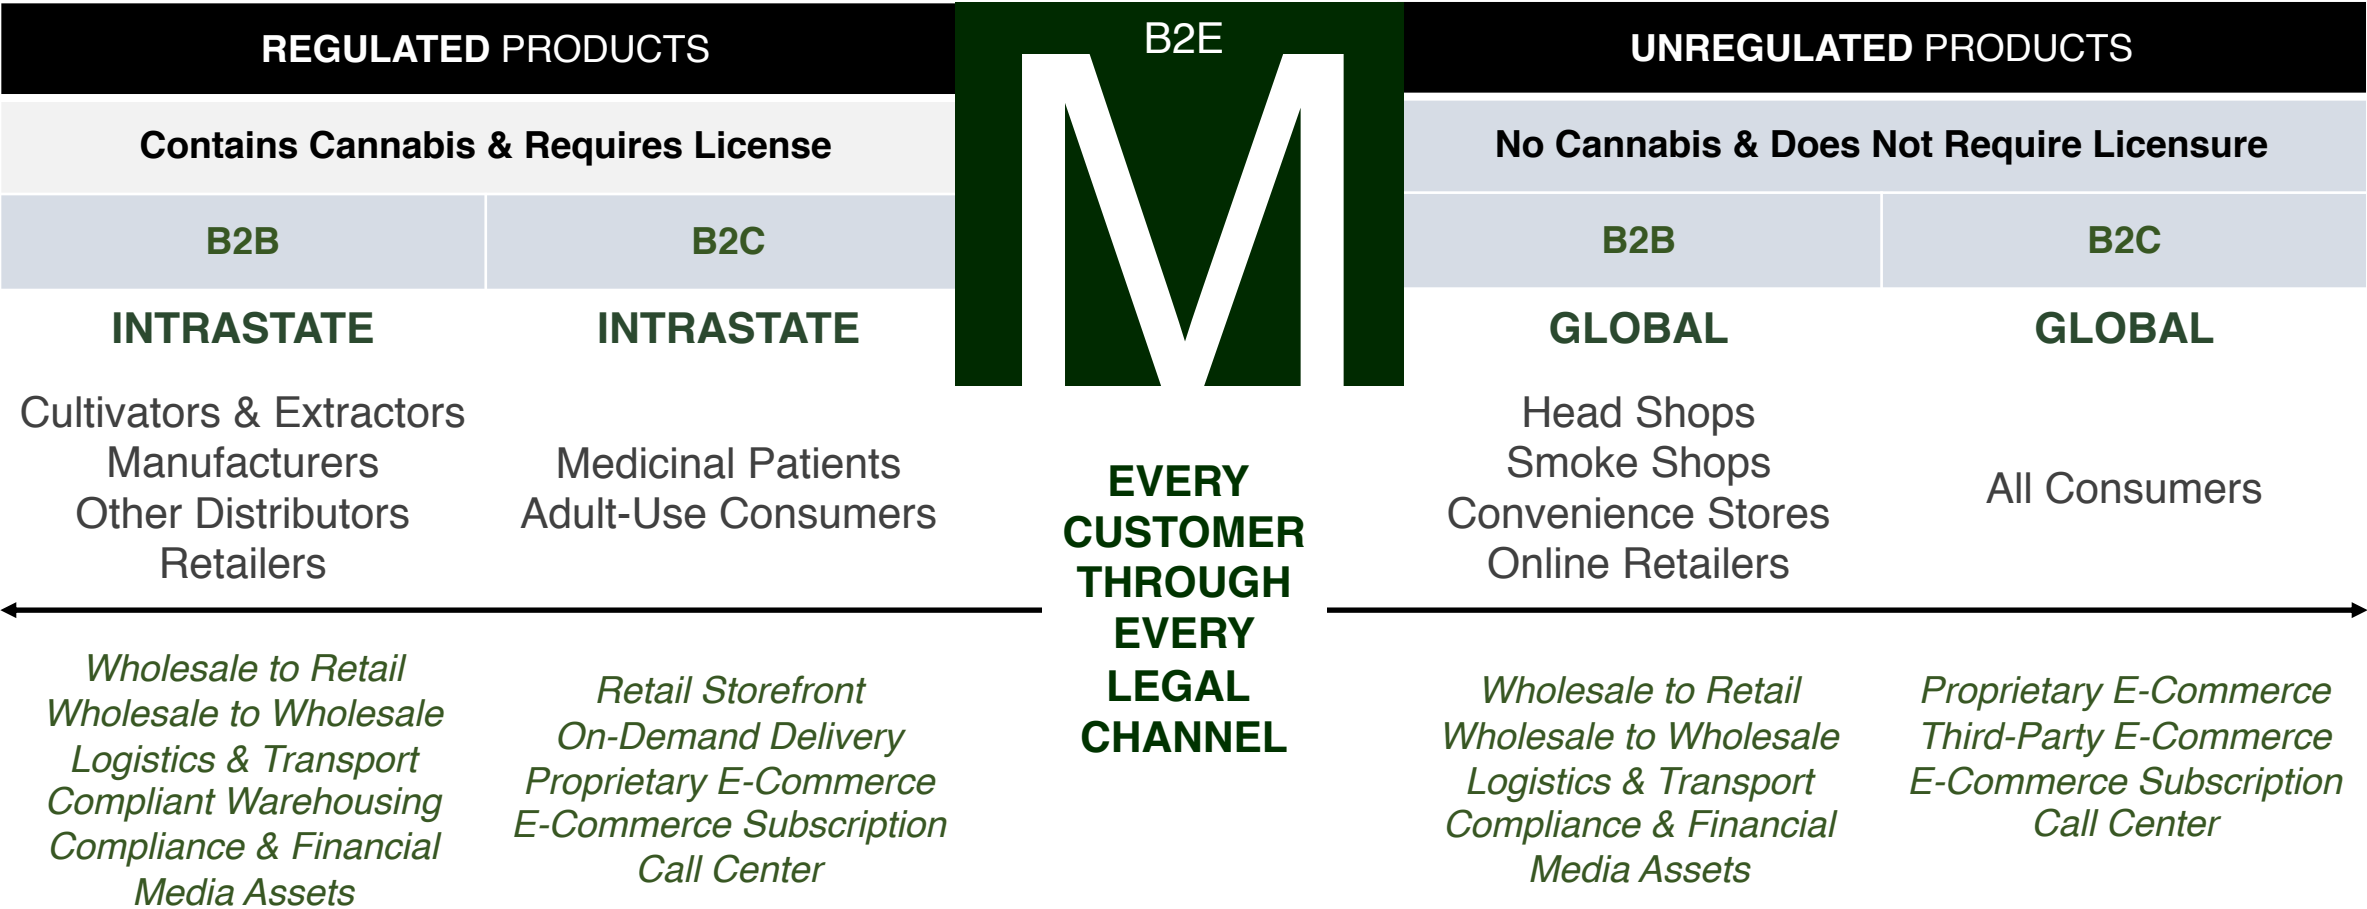 REGULATED PRODUCTS
Contains Cannabis & Requires License
B2B
B2C
INTRASTATE
INTRASTATE
Cultivators & Extractors
Manufacturers
Other Distributors
Retailers
Medicinal Patients
Adult-Use Consumers
Wholesale to Retail
Wholesale to Wholesale
Logistics & Transport
Compliant Warehousing
Compliance & Financial
Media Assets
Retail Storefront
On-Demand Delivery
Proprietary E-Commerce
E-Commerce Subscription
Call Center
B2E
M
EVERY
CUSTOMER
THROUGH
EVERY
LEGAL
CHANNEL
UNREGULATED PRODUCTS
No Cannabis & Does Not Require Licensure
B2B
B2C
GLOBAL
GLOBAL
Head Shops
Smoke Shops
Convenience Stores
Online Retailers
All Consumers
Wholesale to Retail
Wholesale to Wholesale
Logistics & Transport
Compliance & Financial
Media Assets
Proprietary E-Commerce
Third-Party E-Commerce
E-Commerce Subscription
Call Center